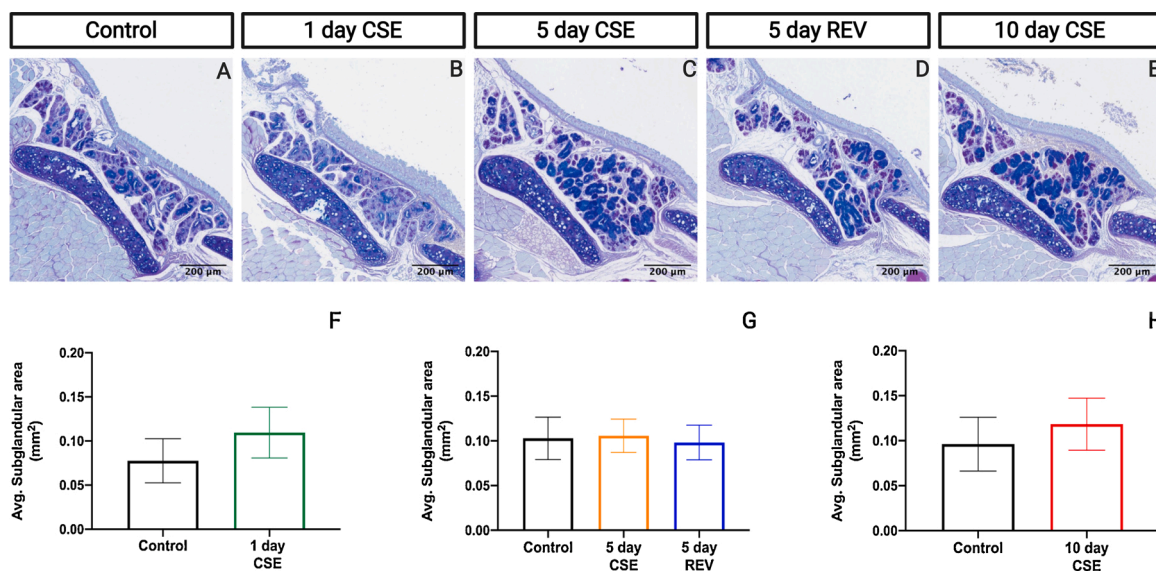 Control
1 day CSE
5 day CSE
5 day REV
10 day CSE
A
B
C
D
E
200 µm
200 µm
200 µm
200 µm
200 µm
F
Avg. Subglandular area
(mm²)
0.20
0.15
0.10
0.05
0.00
Control
1 day
CSE
G
Avg. Subglandular area
(mm²)
0.20
0.15
0.10
0.05
0.00
Control
5 day
CSE
5 day
REV
H
Avg. Subglandular area
(mm²)
0.20
0.15
0.10
0.05
0.00
Control
10 day
CSE